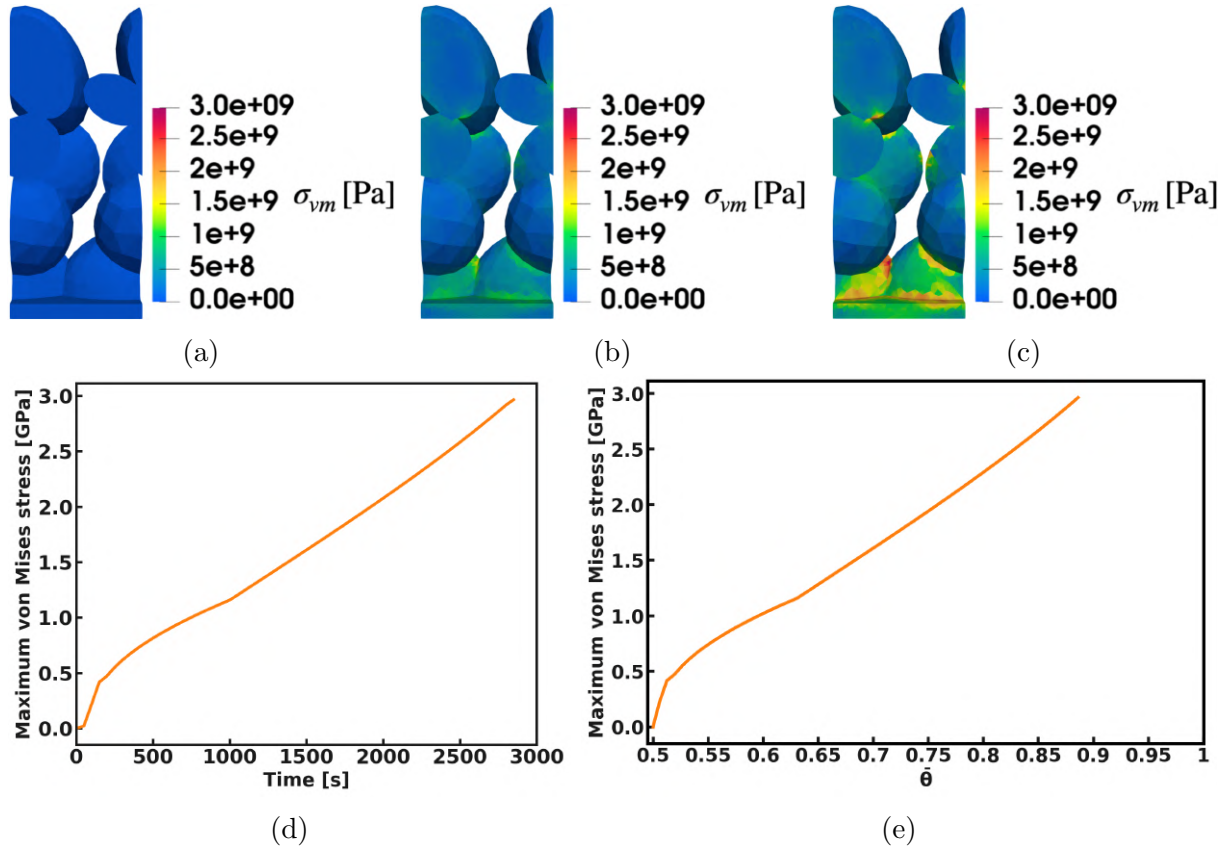 3.0e+09
2.5e+9
2e+9
1.5e+9
1e+9
5e+8
0.0e+00
σvm [Pa]
(a)
3.0e+09
2.5e+9
2e+9
1.5e+9
1e+9
5e+8
0.0e+00
σvm [Pa]
(b)
3.0e+09
2.5e+9
2e+9
1.5e+9
1e+9
5e+8
0.0e+00
σvm [Pa]
(c)
Maximum von Mises stress [GPa]
3.0
2.5
2.0
1.5
1.0
0.5
0.0
0 500 1000 1500 2000 2500 3000
Time [s]
(d)
Maximum von Mises stress [GPa]
3.0
2.5
2.0
1.5
1.0
0.5
0.0
0.5 0.55 0.6 0.65 0.7 0.75 0.8 0.85 0.9 0.95 1
θ̄
(e)